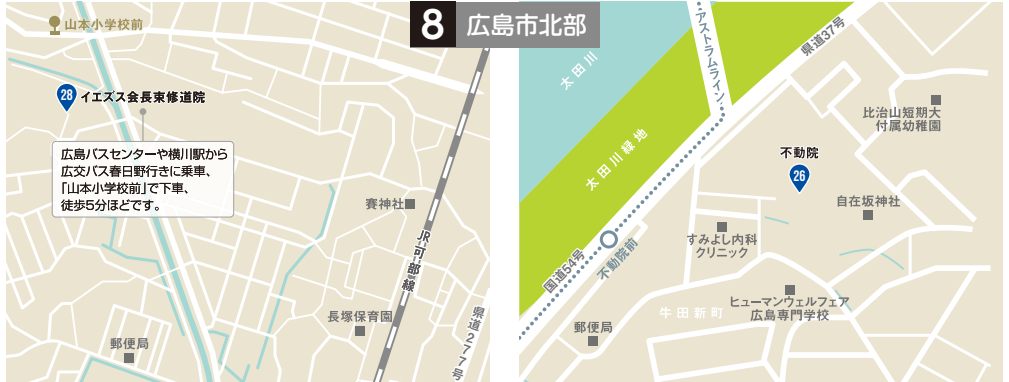 8 広島市北部
山本小学校前
28 イエズス会長束修道院
広島バスセンターや横川駅から
広交バス春日野行きに乗車、
「山本小学校前」で下車、
徒歩5分ほどです。
賽神社
JR可部線
長塚保育園
県道277号
郵便局
太田川
アストラムライン
県道37号
太田川緑地
比治山短期大
付属幼稚園
不動院
26
自在坂神社
すみよし内科
クリニック
不動院前
国道54号
ヒューマンウェルフェア
広島専門学校
牛田新町
郵便局